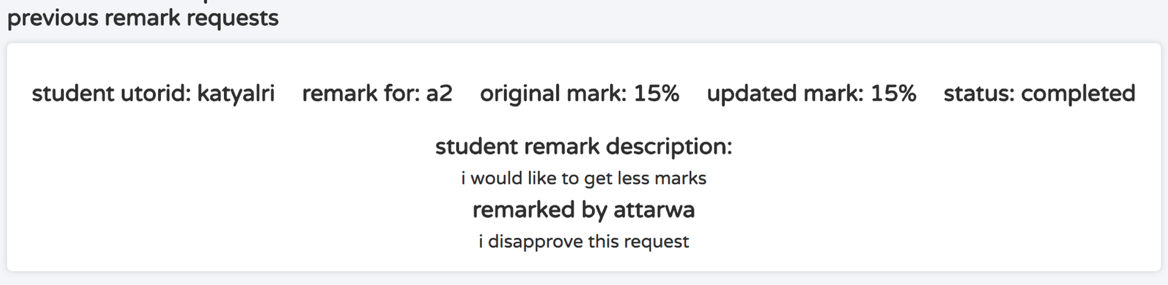 previous remark requests
student utorid: katyalri remark for: a2 original mark: 15% updated mark: 15% status: completed
student remark description:
i would like to get less marks
remarked by attarwa
i disapprove this request